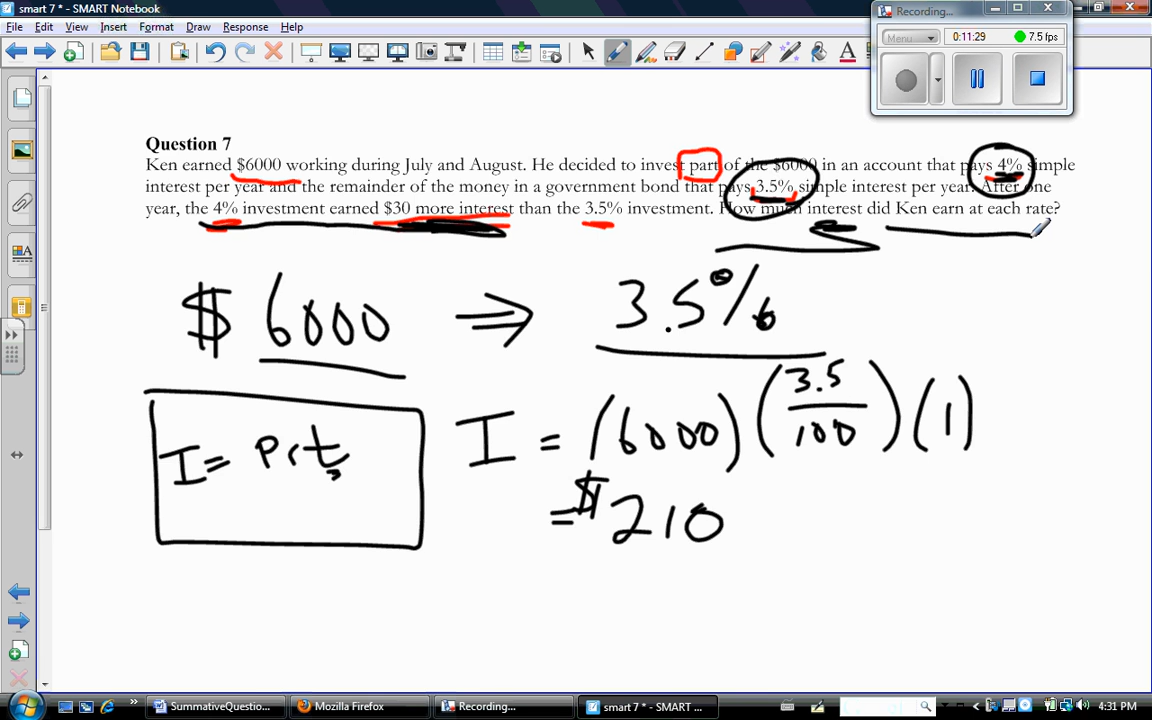 smart 7 * - SMART Notebook
Recording...
File Edit View Insert Format Draw Response Help
Menu
0:11:29
7.5 fps
Question 7
Ken earned $6000 working during July and August. He decided to invest part of the $6000 in an account that pays 4% simple
interest per year and the remainder of the money in a government bond that pays 3.5% simple interest per year. After one
year, the 4% investment earned $30 more interest than the 3.5% investment. How much interest did Ken earn at each rate?
$ 6000 ⇒ 3.5%
I = Prt
I = (6000)(3.5/100)(1)
= $210
SummativeQuestio...
Mozilla Firefox
Recording...
smart 7 * - SMART ...
4:31 PM